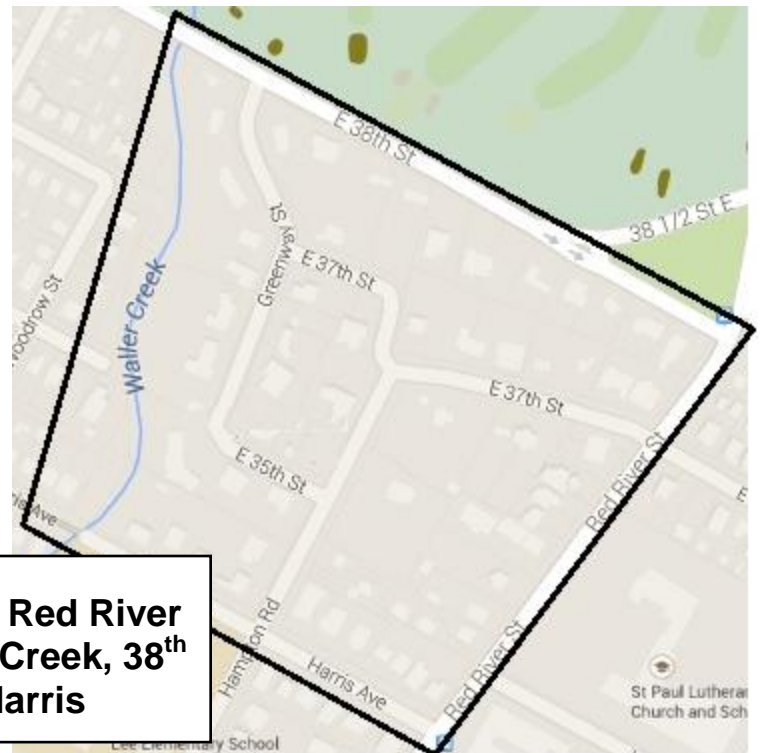 E 38th St
38 1/2 St E
Greenway St
E 37th St
Woodrow St
Waller Creek
E 37th St
E 35th St
Red River St
Ave
Red River
Creek, 38th
Harris
Hampton Rd
Harris Ave
Red River St
St Paul Lutheran
Church and Sch
Lee Elementary School